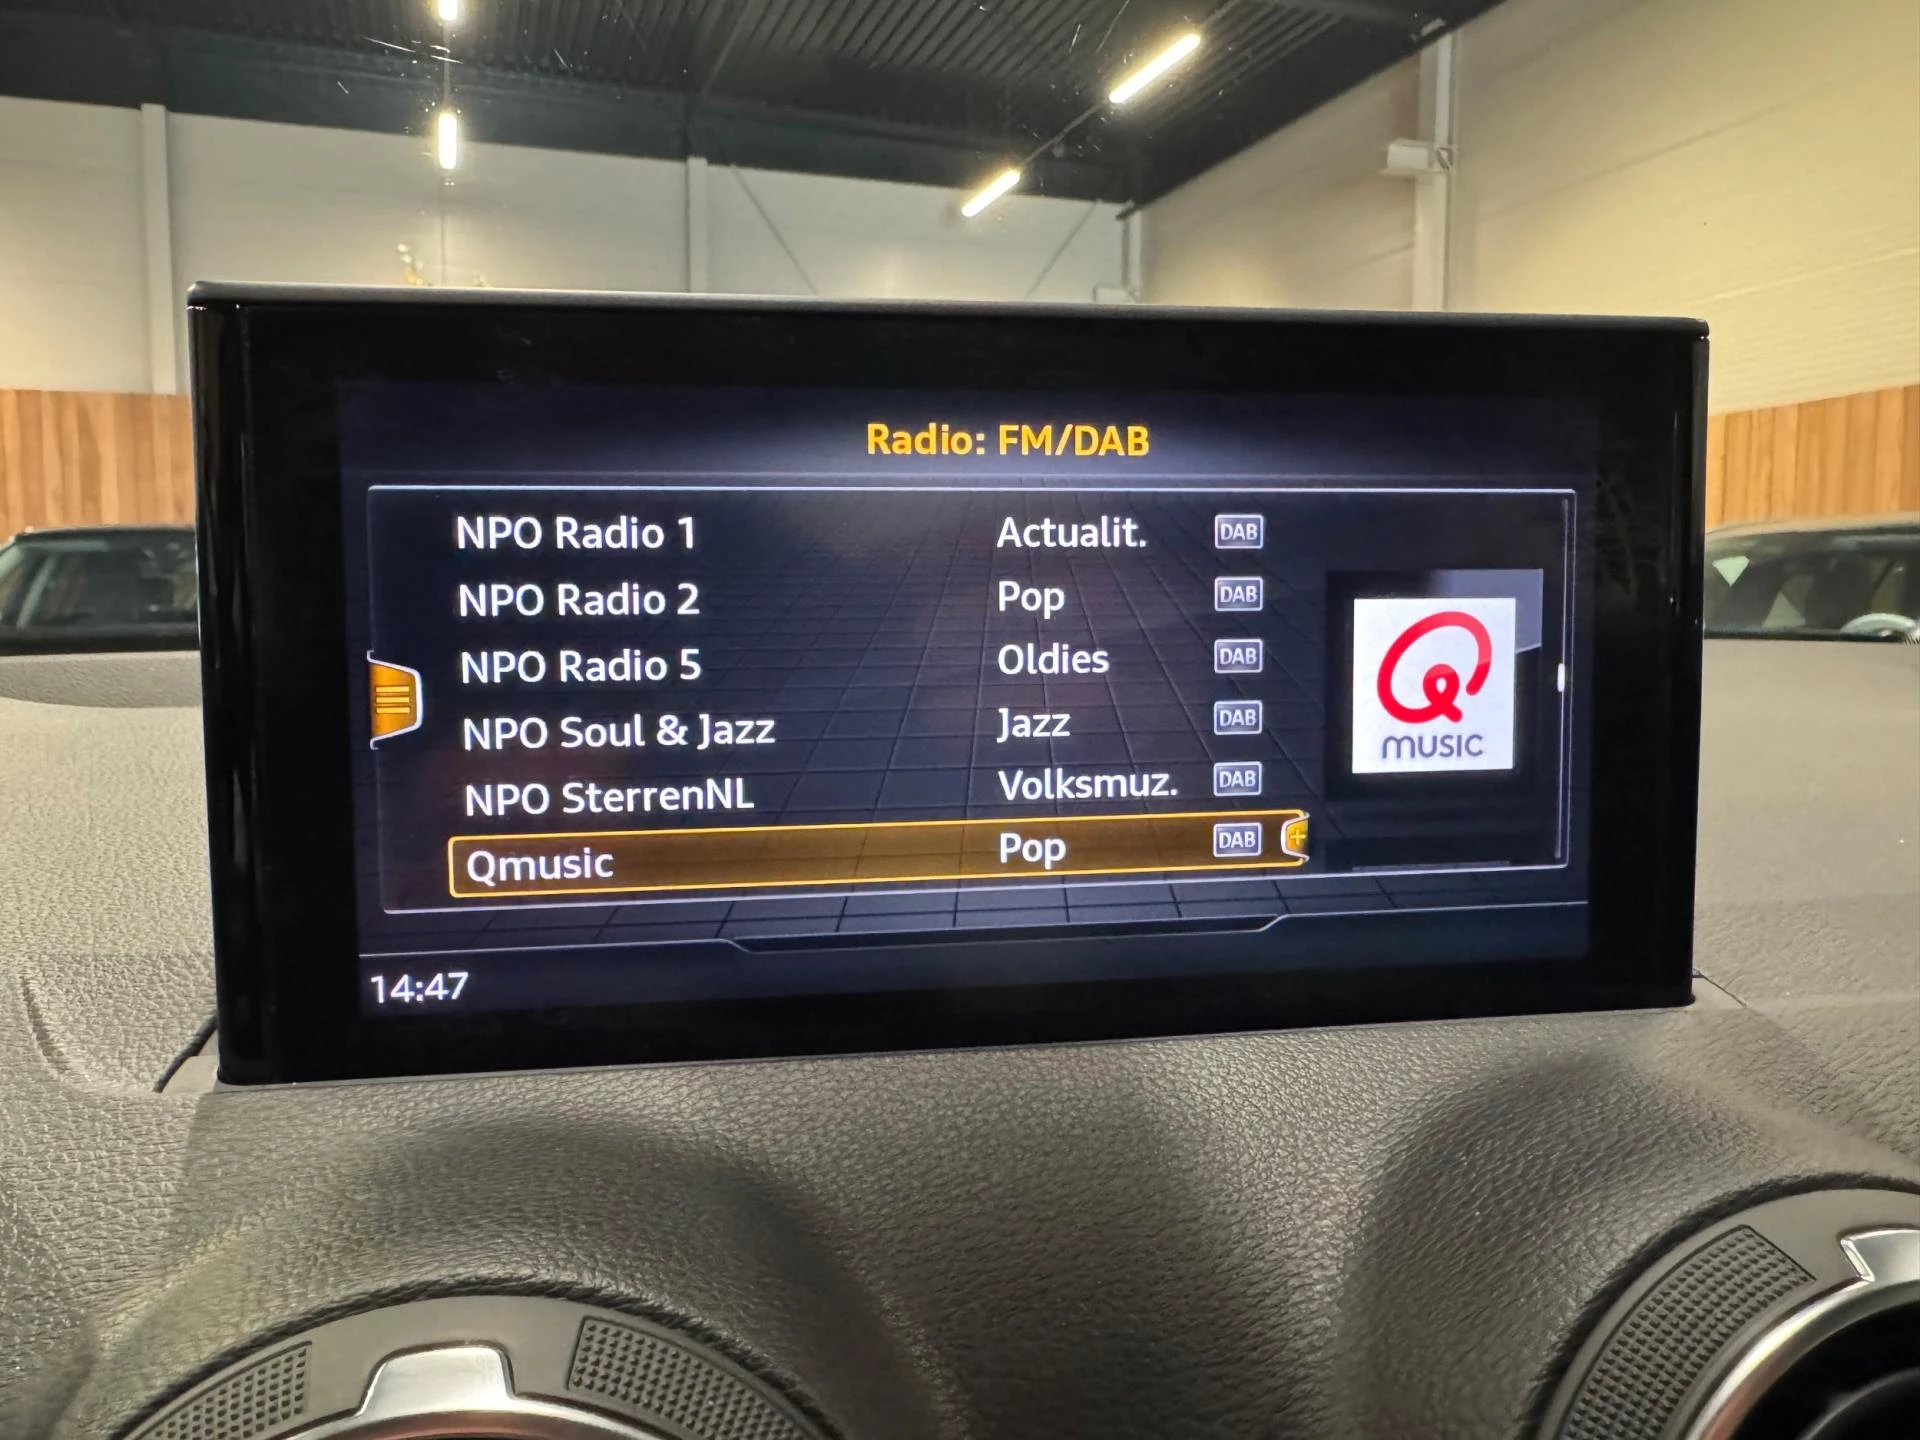 Radio: FM/DAB
NPO Radio 1 Actualit. DAB
NPO Radio 2 Pop DAB
NPO Radio 5 Oldies DAB
NPO Soul & Jazz Jazz DAB
NPO SterrenNL Volksmuz. DAB
Qmusic Pop DAB
Q
music
14:47